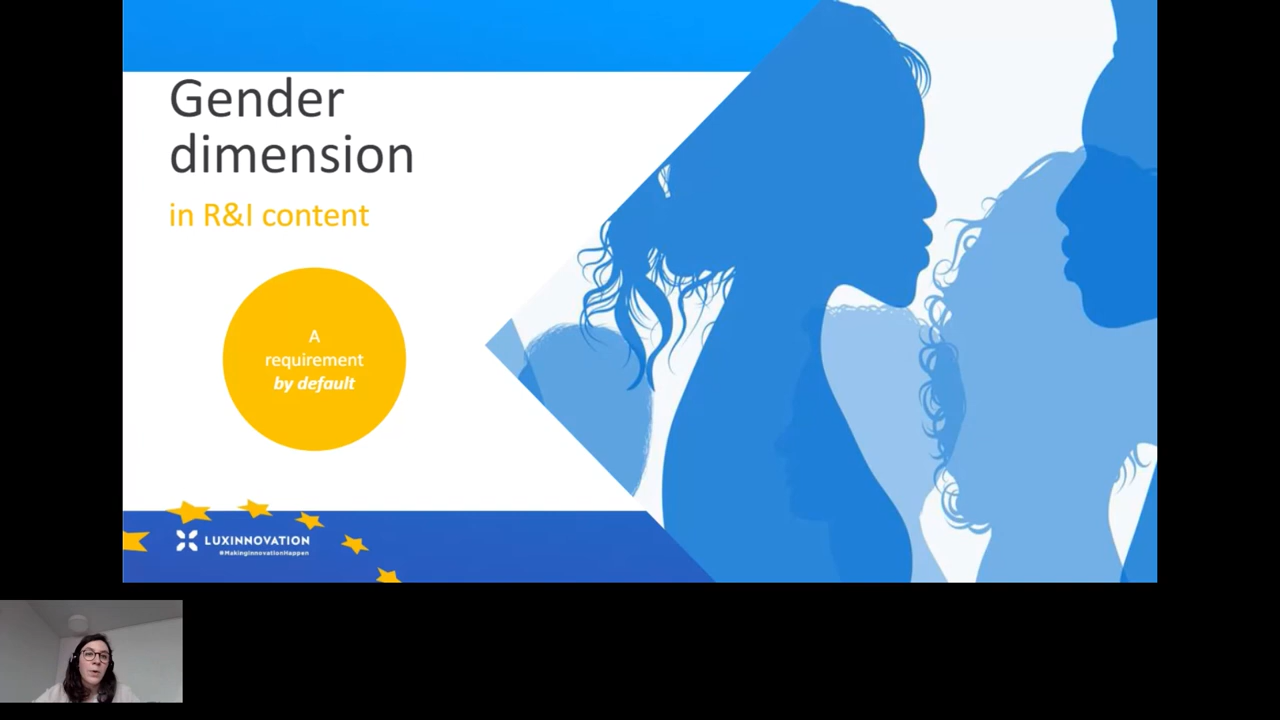 Gender
dimension
in R&I content
A
requirement
by default
LUXINNOVATION
#MakingInnovationHappen